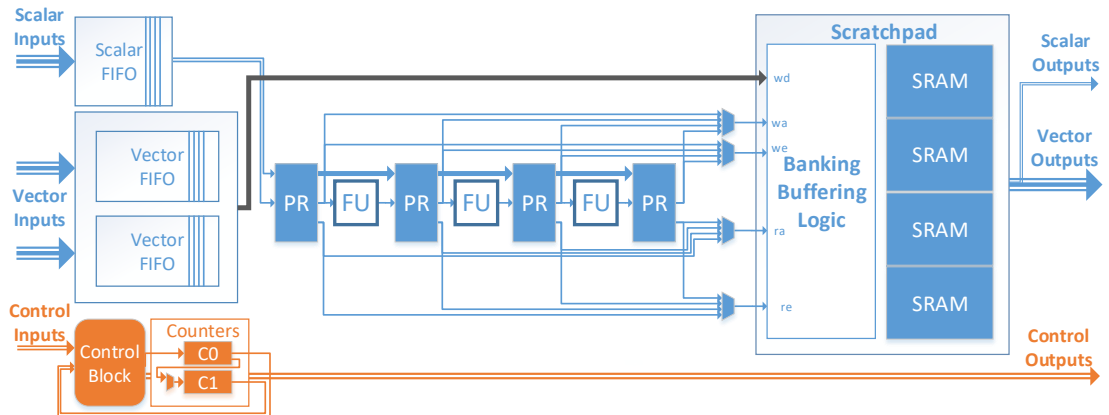 Scalar
Inputs
Scalar
FIFO
Scratchpad
Scalar
Outputs
wd
SRAM
wa
we
SRAM
Vector
Outputs
Vector
FIFO
Vector
Inputs
Vector
FIFO
PR
FU
PR
FU
PR
FU
PR
Banking
Buffering
Logic
ra
SRAM
re
SRAM
Control
Inputs
Control
Block
Counters
C0
C1
Control
Outputs